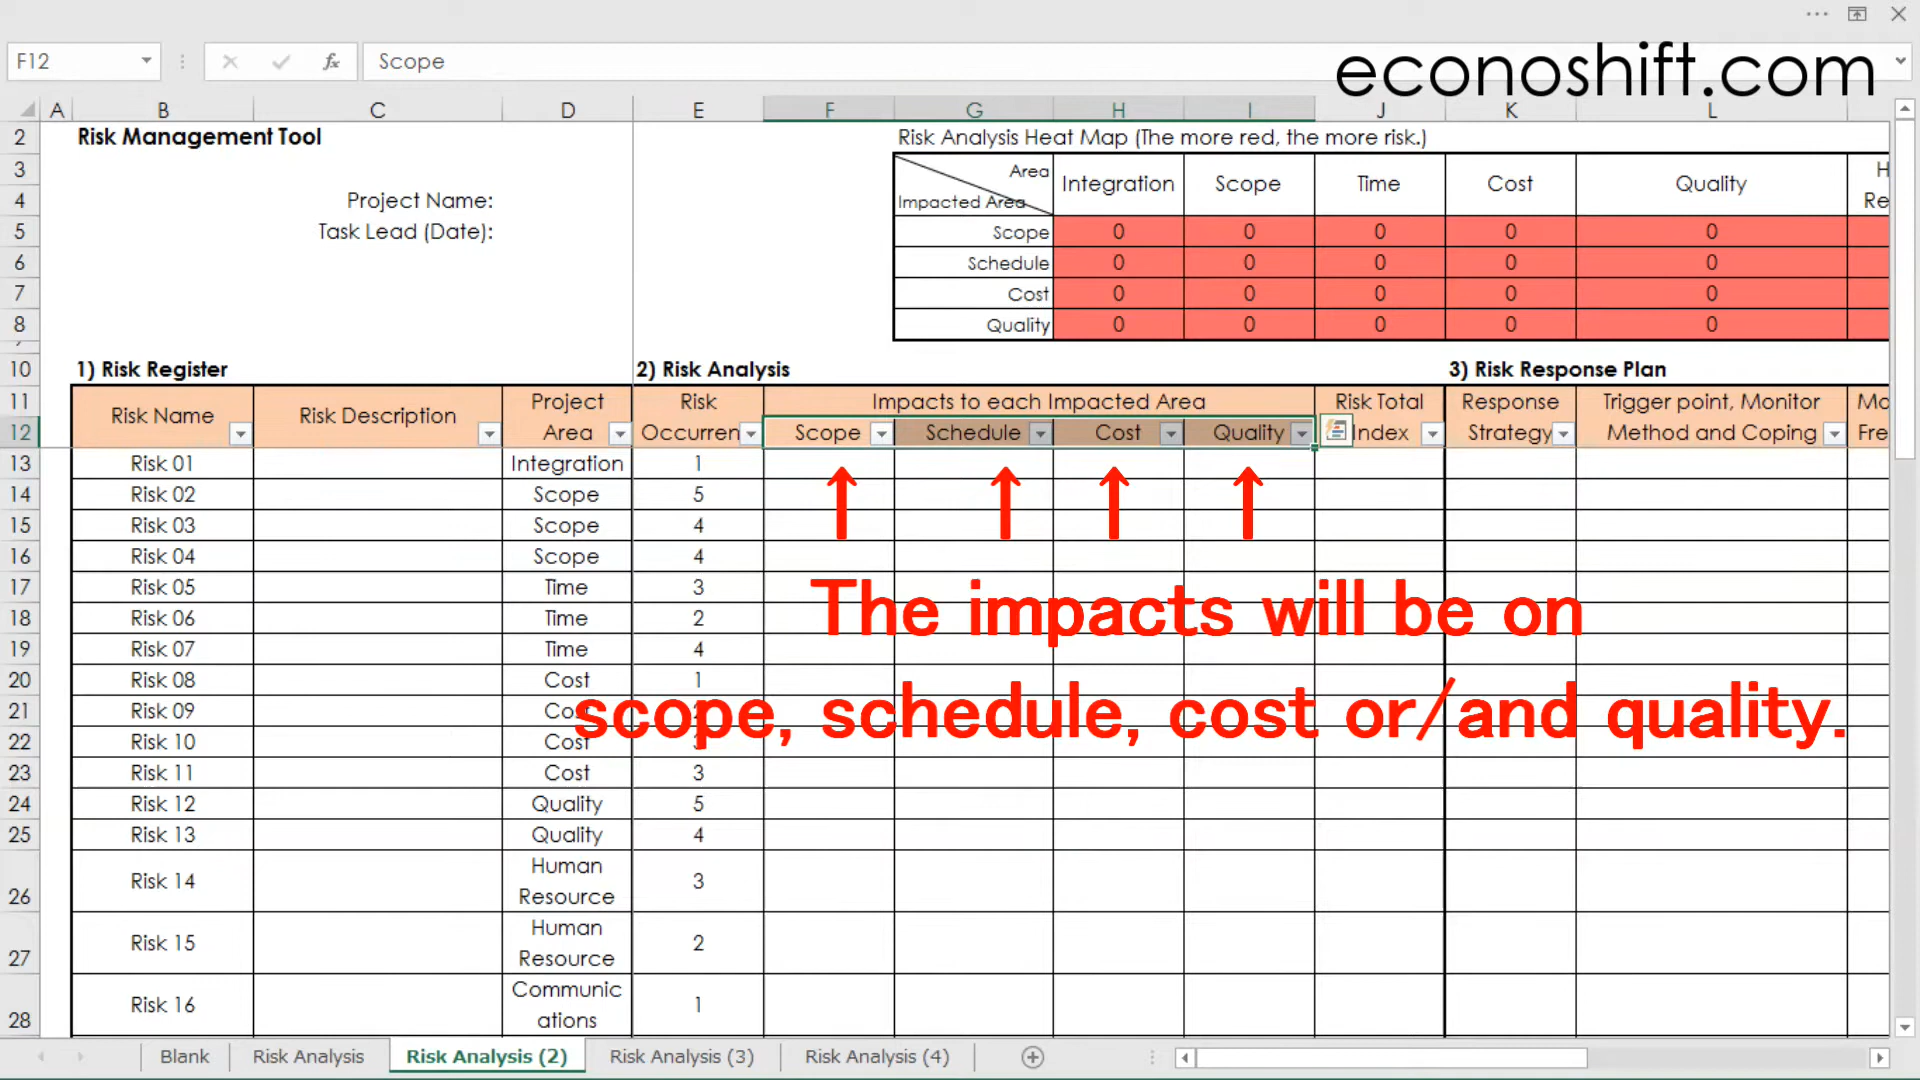 F12
fx
Scope
econoshift.com
A B C D E F G H I J K L
2 Risk Management Tool Risk Analysis Heat Map (The more red, the more risk.)
3 Area Integration Scope Time Cost Quality H
4 Project Name: Impacted Area Re
5 Task Lead (Date): Scope 0 0 0 0 0
6 Schedule 0 0 0 0 0
7 Cost 0 0 0 0 0
8 Quality 0 0 0 0 0
10 1) Risk Register 2) Risk Analysis 3) Risk Response Plan
11 Risk Name Risk Description Project Risk Impacts to each Impacted Area Risk Total Response Trigger point, Monitor Mo
12 Area Occurren Scope Schedule Cost Quality Index Strategy Method and Coping Fre
13 Risk 01 Integration 1
14 Risk 02 Scope 5
15 Risk 03 Scope 4
16 Risk 04 Scope 4
17 Risk 05 Time 3
18 Risk 06 Time 2
19 Risk 07 Time 4
20 Risk 08 Cost 1
21 Risk 09 Cost
22 Risk 10 Cost 3
23 Risk 11 Cost 3
24 Risk 12 Quality 5
25 Risk 13 Quality 4
26 Risk 14 Human Resource 3
27 Risk 15 Human Resource 2
28 Risk 16 Communic ations 1
The impacts will be on
scope, schedule, cost or/and quality.
Blank Risk Analysis Risk Analysis (2) Risk Analysis (3) Risk Analysis (4)